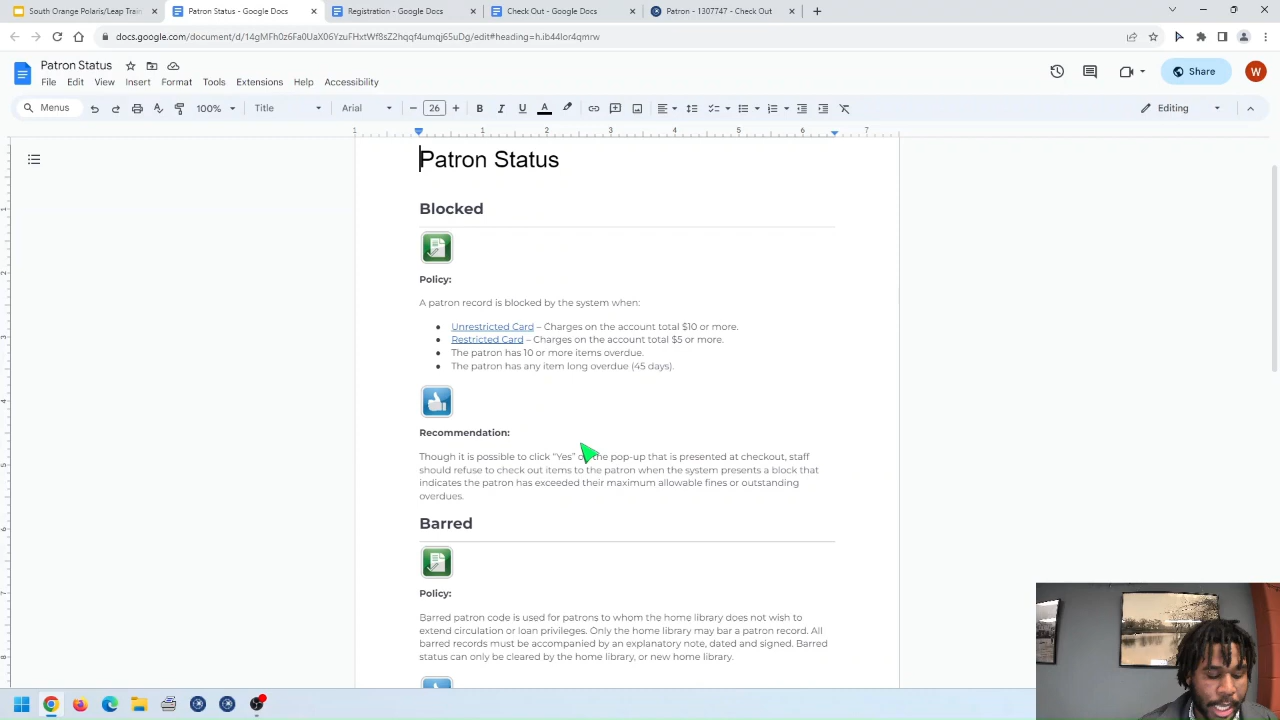 South Orange Polaris/Leap Train
Patron Status - Google Docs
Registration - Google Docs
Check Out - Google Docs
Patron - 1307747 - Check Out
docs.google.com/document/d/14gMFh0z6Fa0UaX06YzuFHxtWf8sZ2hqqf4umqj65uDg/edit#heading=h.ib44lor4qmrw
Patron Status
File Edit View Insert Format Tools Extensions Help Accessibility
Share
W
Menus 100% Title Arial 26 B I U A Editing
1 1 2 3 4 5 6 7
Patron Status
Blocked
Policy:
A patron record is blocked by the system when:
● Unrestricted Card – Charges on the account total $10 or more.
● Restricted Card – Charges on the account total $5 or more.
● The patron has 10 or more items overdue.
● The patron has any item long overdue (45 days).
Recommendation:
Though it is possible to click “Yes” on the pop-up that is presented at checkout, staff
should refuse to check out items to the patron when the system presents a block that
indicates the patron has exceeded their maximum allowable fines or outstanding
overdues.
Barred
Policy:
Barred patron code is used for patrons to whom the home library does not wish to
extend circulation or loan privileges. Only the home library may bar a patron record. All
barred records must be accompanied by an explanatory note, dated and signed. Barred
status can only be cleared by the home library, or new home library.